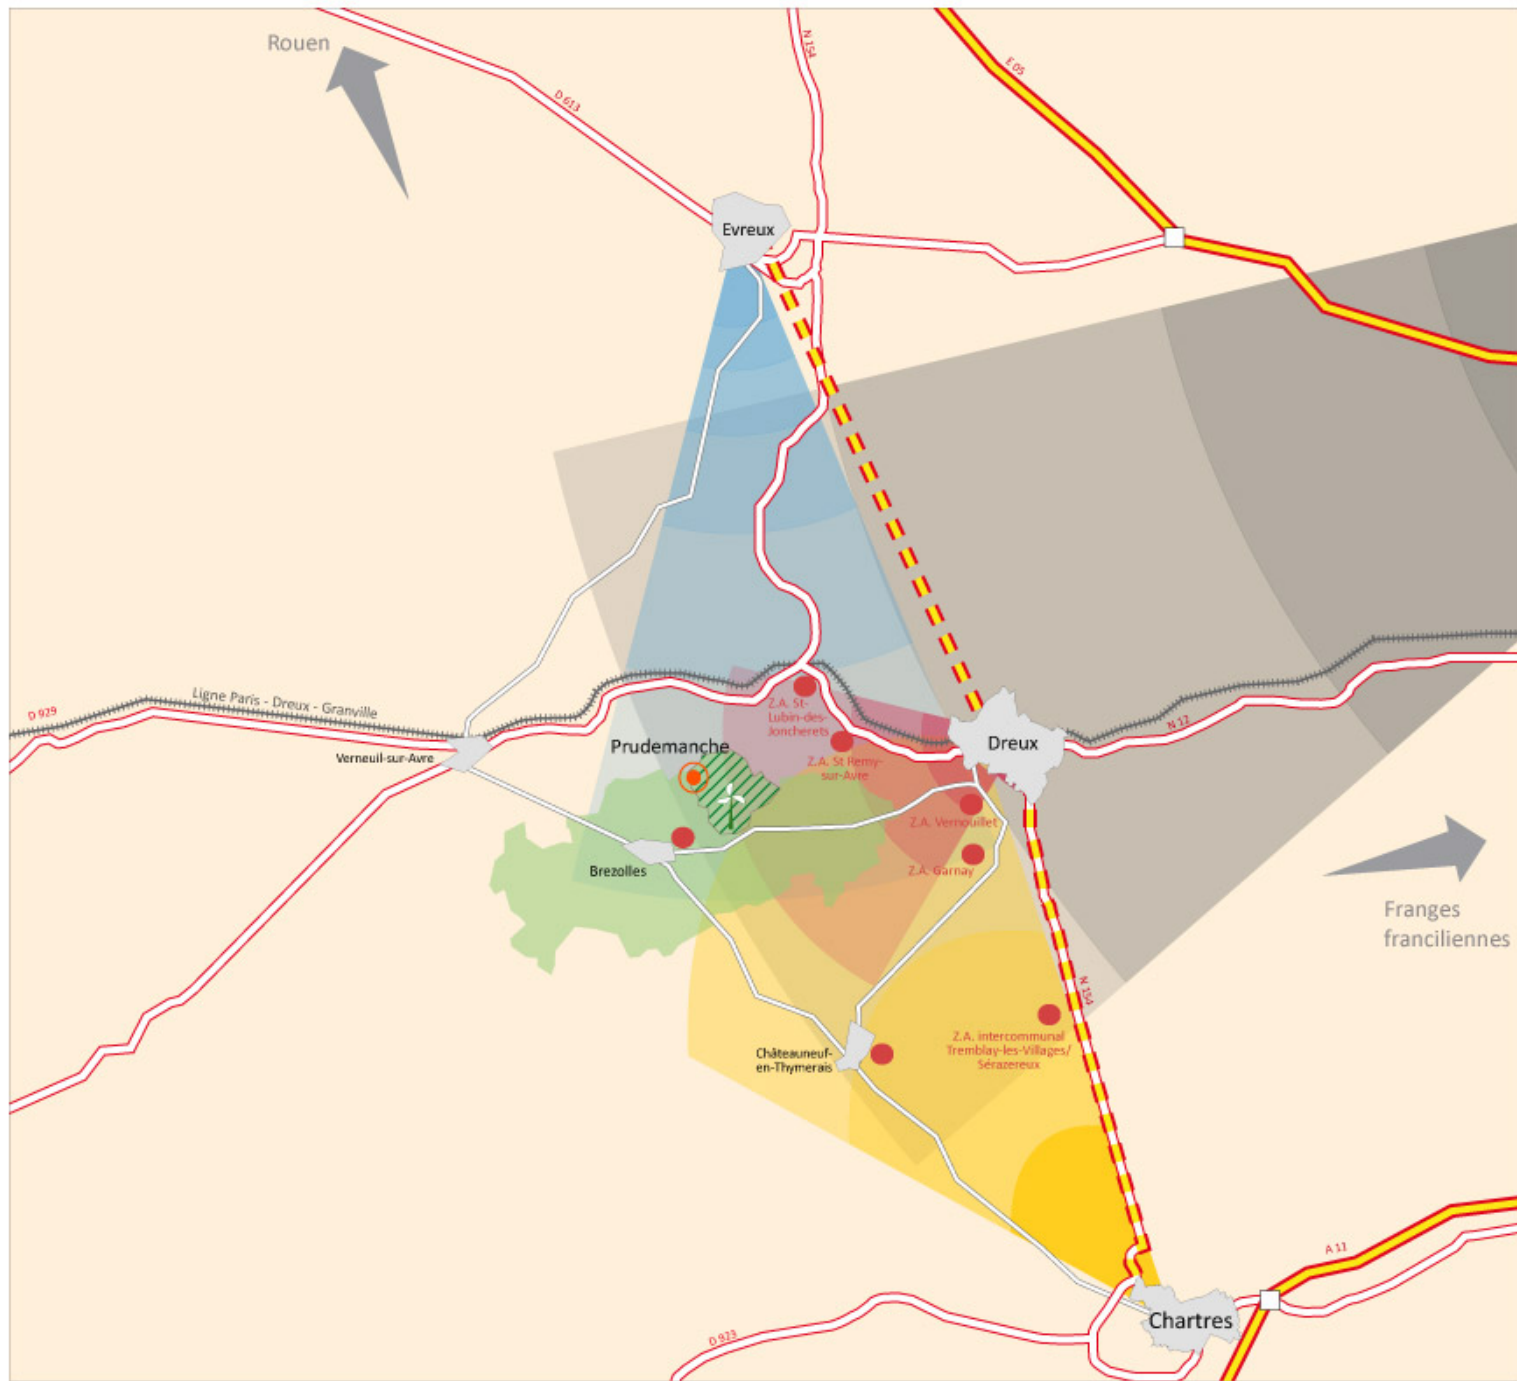 Rouen
N 154
E 05
D 613
Evreux
Ligne Paris - Dreux - Granville
D 929
Verneuil-sur-Avre
Prudemanche
Z.A. St-
Lubin-des-
Joncherets
Z.A. St Remy-
sur-Avre
Dreux
N 12
Z.A. Vernouillet
Z.A. Garnay
Brezolles
Franges
franciliennes
N 154
Z.A. intercommunal
Tremblay-les-Villages/
Sérazereux
Châteauneuf-
en-Thymerais
A 11
Chartres
D 923